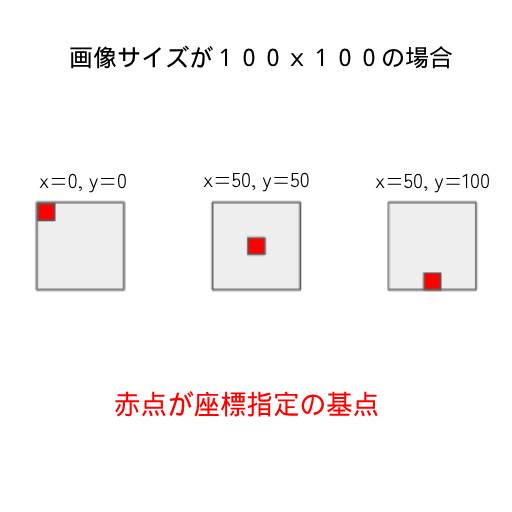 画像サイズが１００ｘ１００の場合
x=0, y=0
x=50, y=50
x=50, y=100
赤点が座標指定の基点